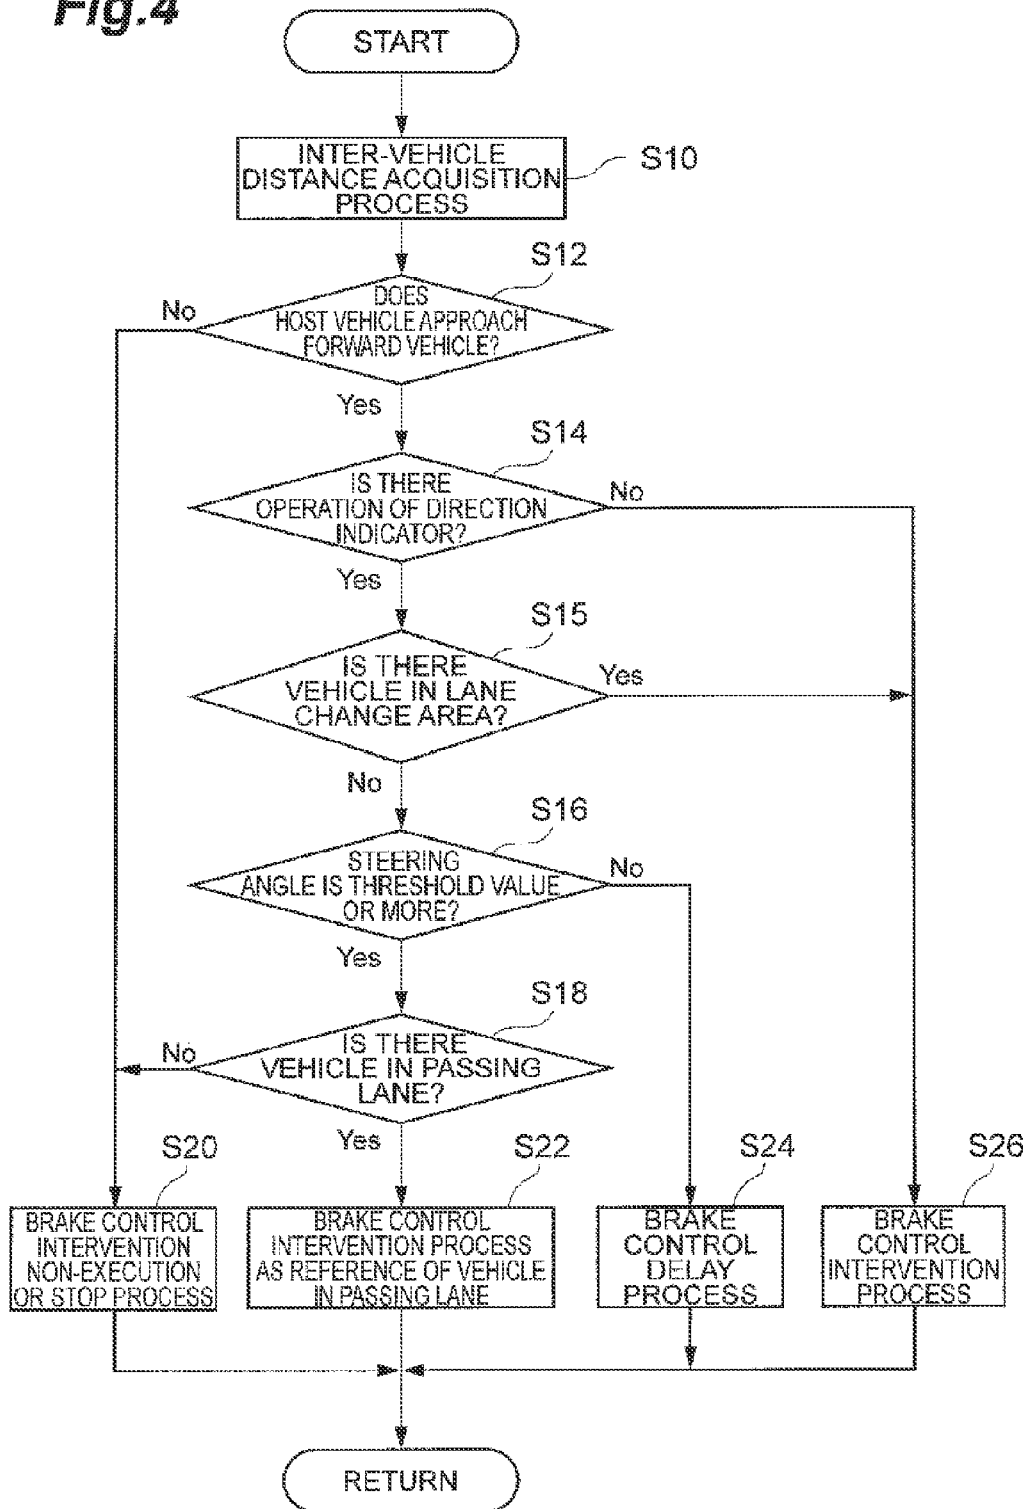 Fig.4
START
INTER-VEHICLE
DISTANCE ACQUISITION
PROCESS
S10
S12
DOES
HOST VEHICLE APPROACH
FORWARD VEHICLE?
No
Yes
S14
IS THERE
OPERATION OF DIRECTION
INDICATOR?
No
Yes
S15
IS THERE
VEHICLE IN LANE
CHANGE AREA?
Yes
No
S16
STEERING
ANGLE IS THRESHOLD VALUE
OR MORE?
No
Yes
S18
IS THERE
VEHICLE IN PASSING
LANE?
No
Yes
S20
BRAKE CONTROL
INTERVENTION
NON-EXECUTION
OR STOP PROCESS
S22
BRAKE CONTROL
INTERVENTION PROCESS
AS REFERENCE OF VEHICLE
IN PASSING LANE
S24
BRAKE
CONTROL
DELAY
PROCESS
S26
BRAKE
CONTROL
INTERVENTION
PROCESS
RETURN